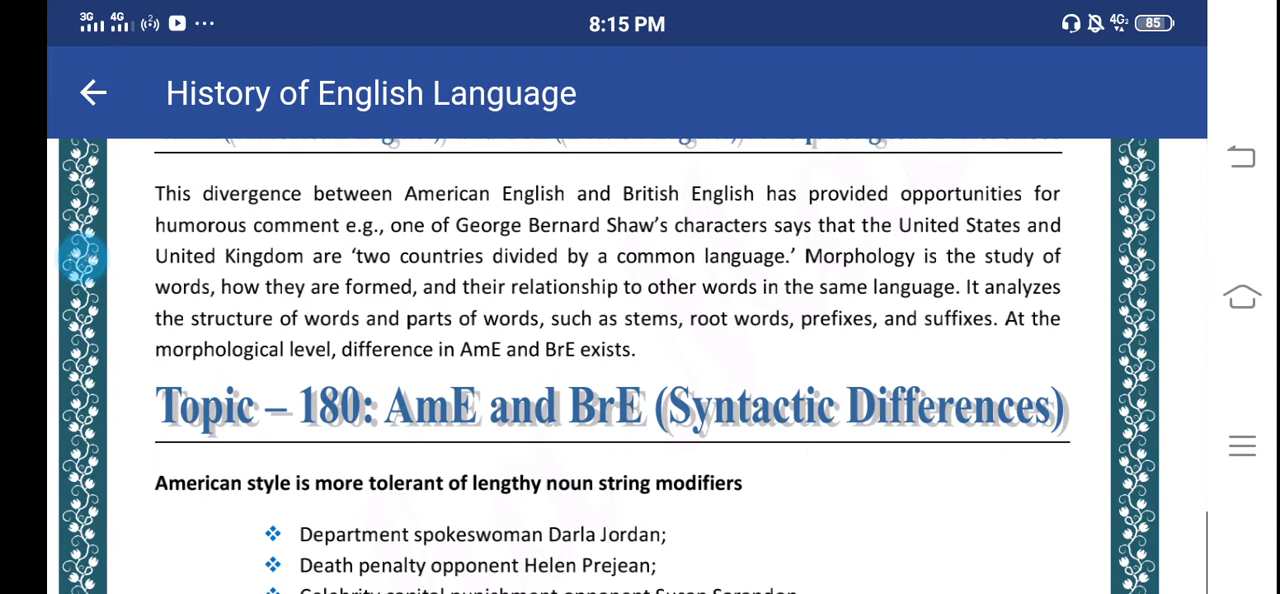 3G 4G 8:15 PM 4G2 85
History of English Language
This divergence between American English and British English has provided opportunities for
humorous comment e.g., one of George Bernard Shaw's characters says that the United States and
United Kingdom are ‘two countries divided by a common language.’ Morphology is the study of
words, how they are formed, and their relationship to other words in the same language. It analyzes
the structure of words and parts of words, such as stems, root words, prefixes, and suffixes. At the
morphological level, difference in AmE and BrE exists.
Topic – 180: AmE and BrE (Syntactic Differences)
American style is more tolerant of lengthy noun string modifiers
❖ Department spokeswoman Darla Jordan;
❖ Death penalty opponent Helen Prejean;